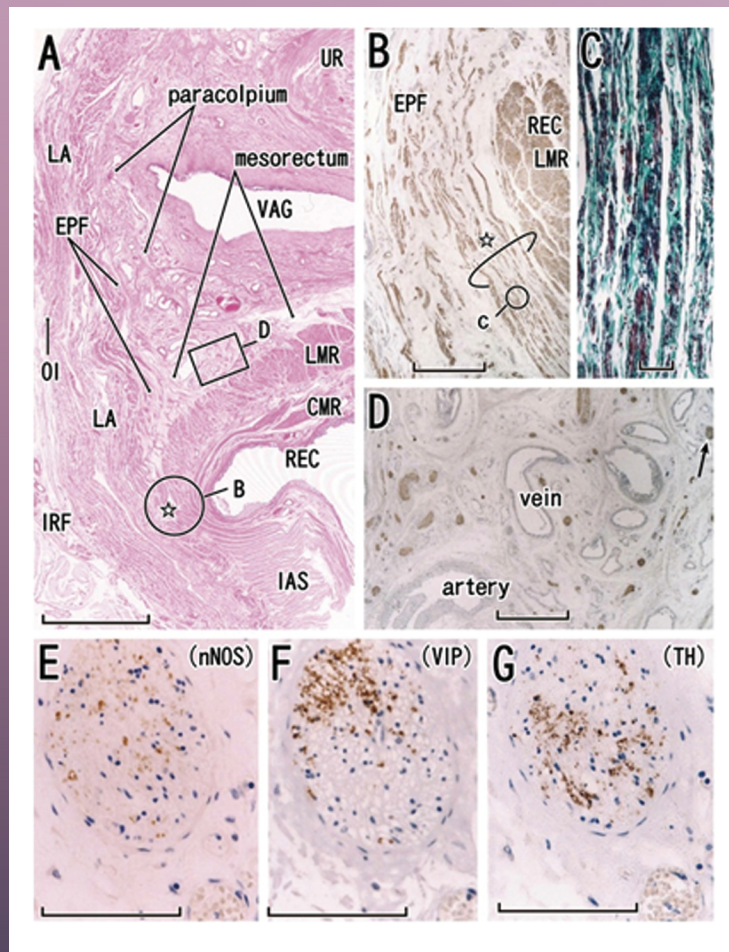 A
UR
paracolpium
LA
mesorectum
VAG
EPF
D
OI
LMR
LA
CMR
REC
B
☆
IRF
IAS
B
EPF
REC
LMR
☆
C
C
D
vein
artery
E
(nNOS)
F
(VIP)
G
(TH)